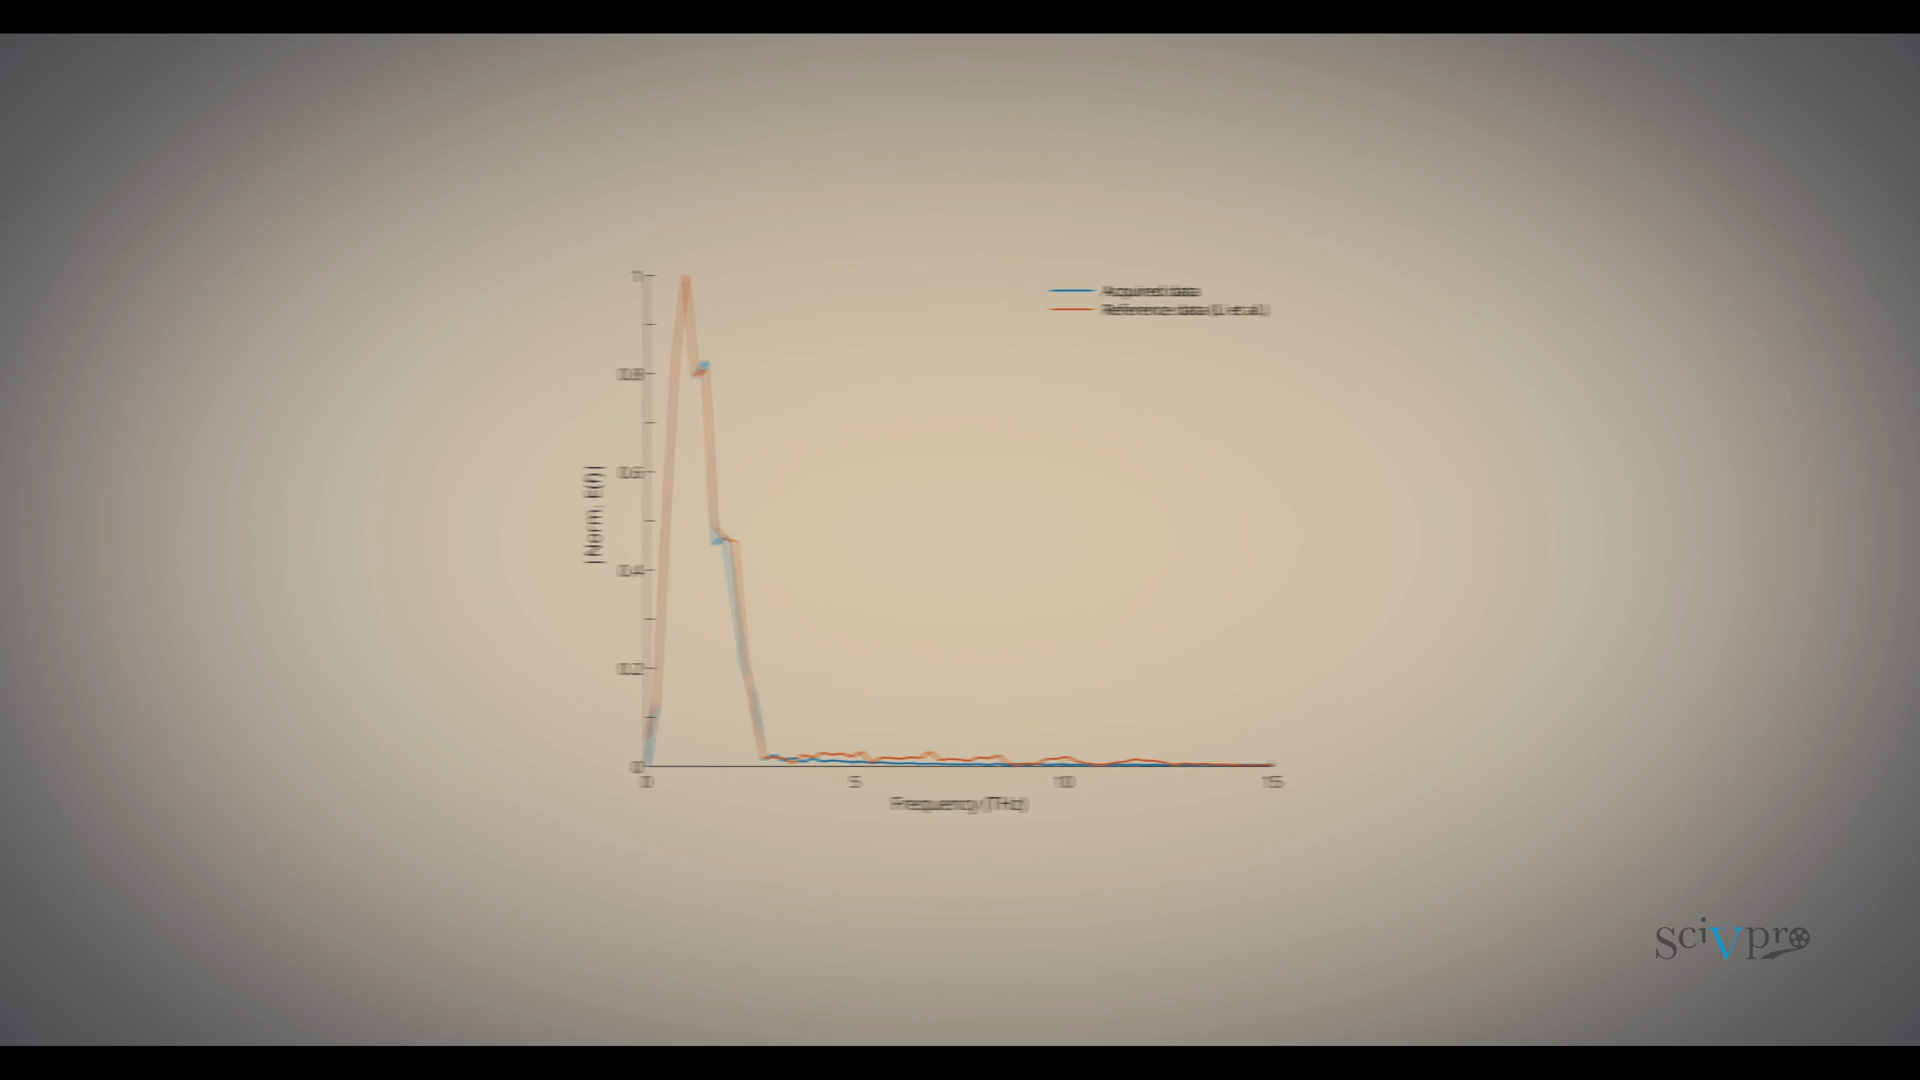 1
Acquired data
Reference data (Li et al.)
0.8
0.6
| Norm. E(f) |
0.4
0.2
0
0
5
10
15
Frequency (THz)
scivpro